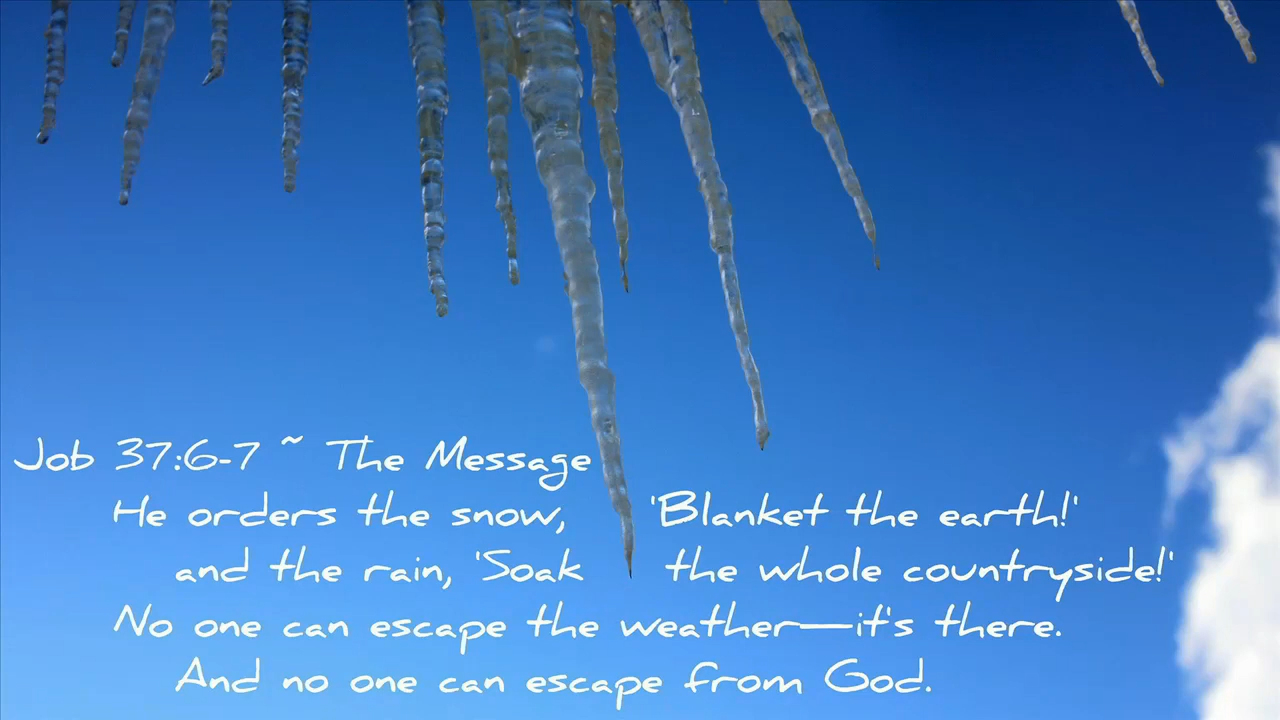 Job 37:6-7 ~ The Message
He orders the snow, 'Blanket the earth!'
and the rain, 'Soak the whole countryside!'
No one can escape the weather—it's there.
And no one can escape from God.